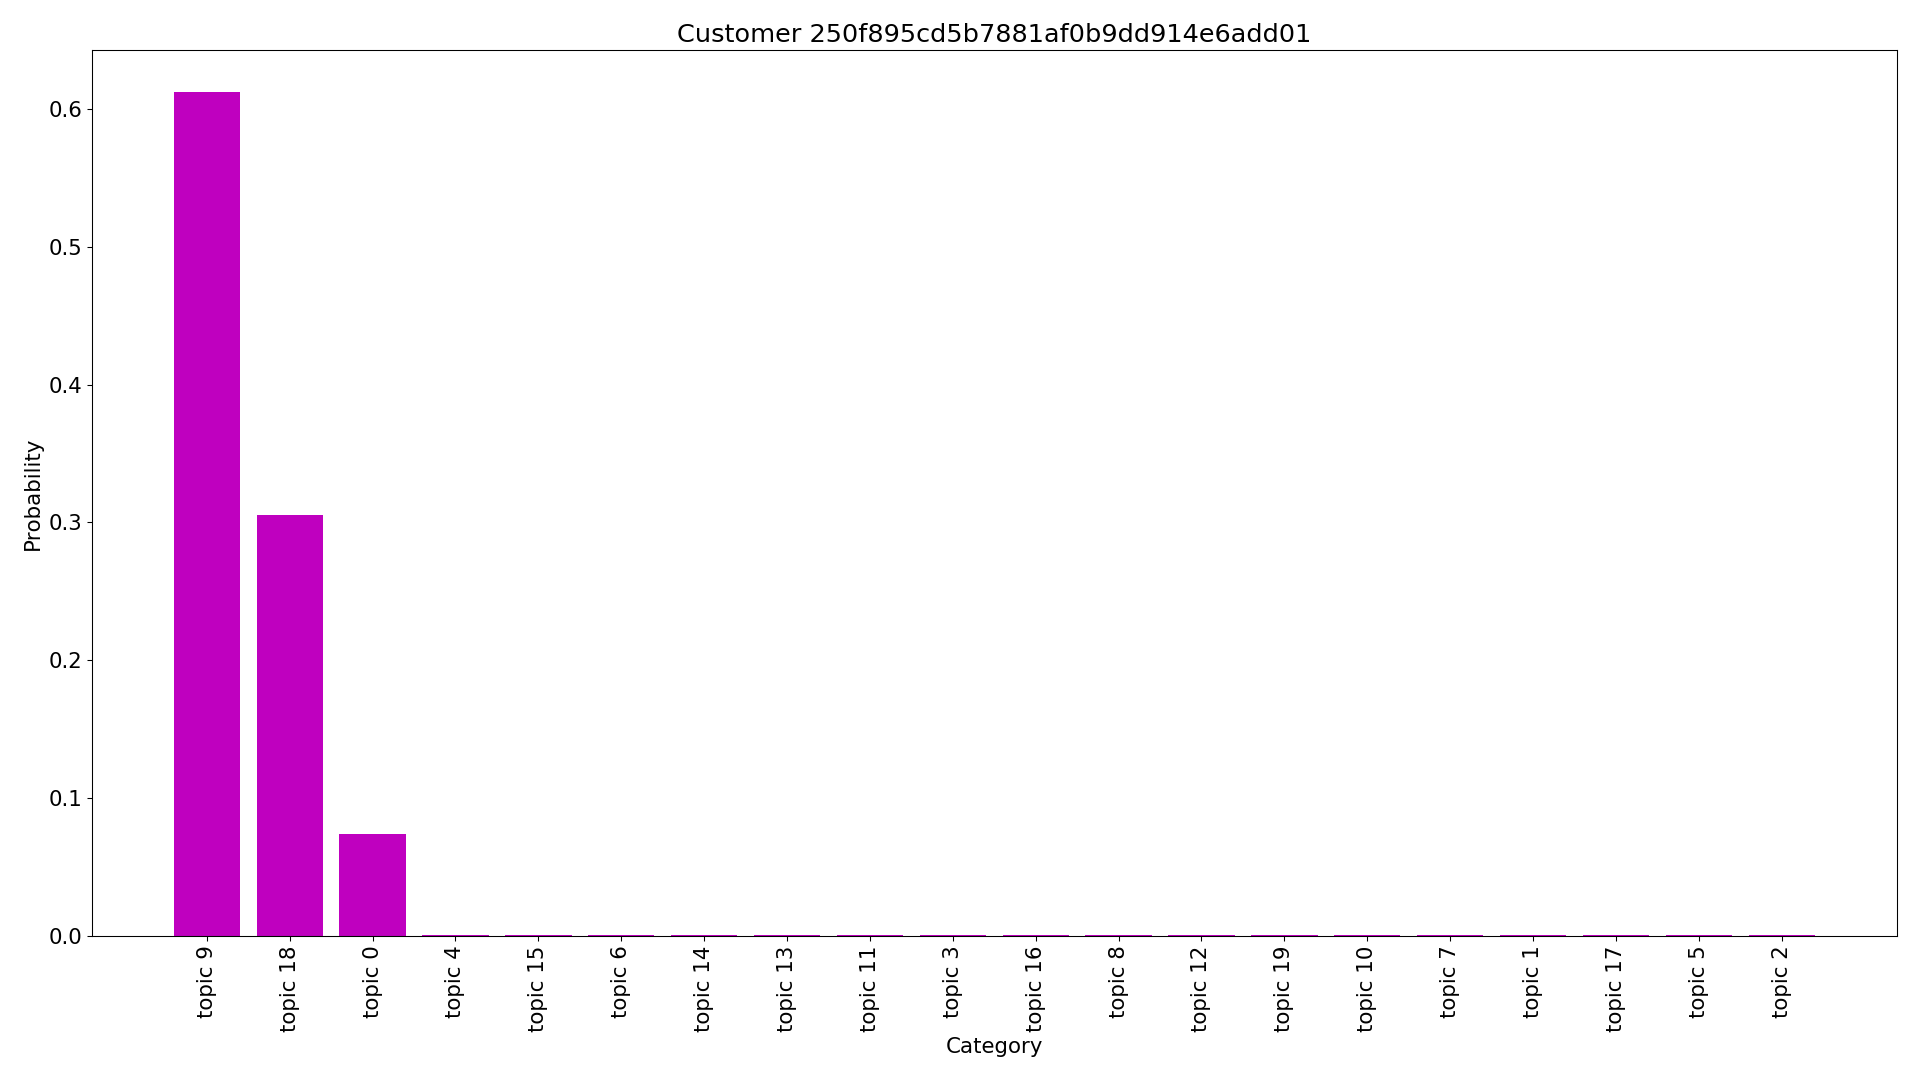 Customer 250f895cd5b7881af0b9dd914e6add01
Probability
0.6
0.5
0.4
0.3
0.2
0.1
0.0
topic 9
topic 18
topic 0
topic 4
topic 15
topic 6
topic 14
topic 13
topic 11
topic 3
topic 16
topic 8
topic 12
topic 19
topic 10
topic 7
topic 1
topic 17
topic 5
topic 2
Category